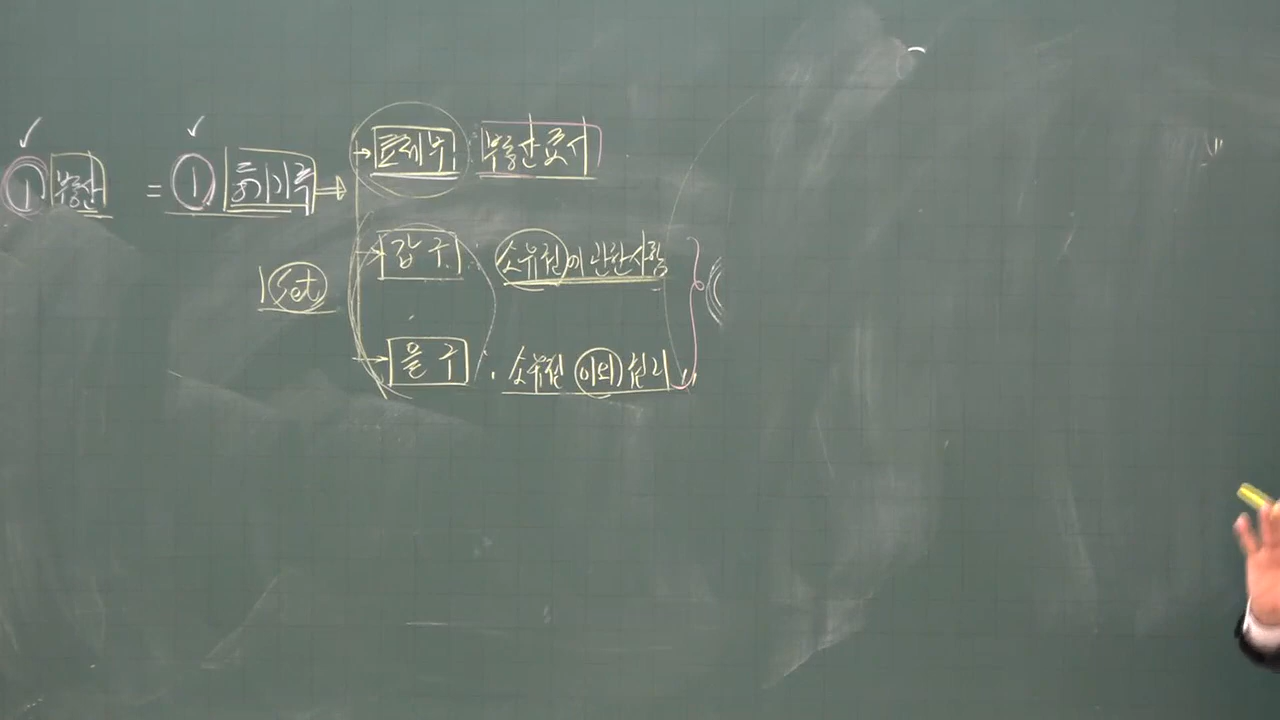 ① 부동산 = ① 등기기록 ⇒
→ 표제부 : 부동산표시
→ 갑 구 : 소유권에 관한 사항
1 Set
→ 을 구 : 소유권 이외 권리 〃